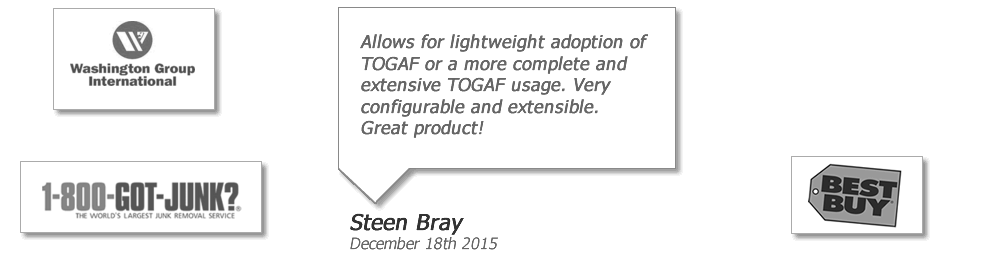 Washington Group
International
Allows for lightweight adoption of
TOGAF or a more complete and
extensive TOGAF usage. Very
configurable and extensible.
Great product!
1-800-GOT-JUNK?®
THE WORLD'S LARGEST JUNK REMOVAL SERVICE
BEST
BUY
Steen Bray
December 18th 2015